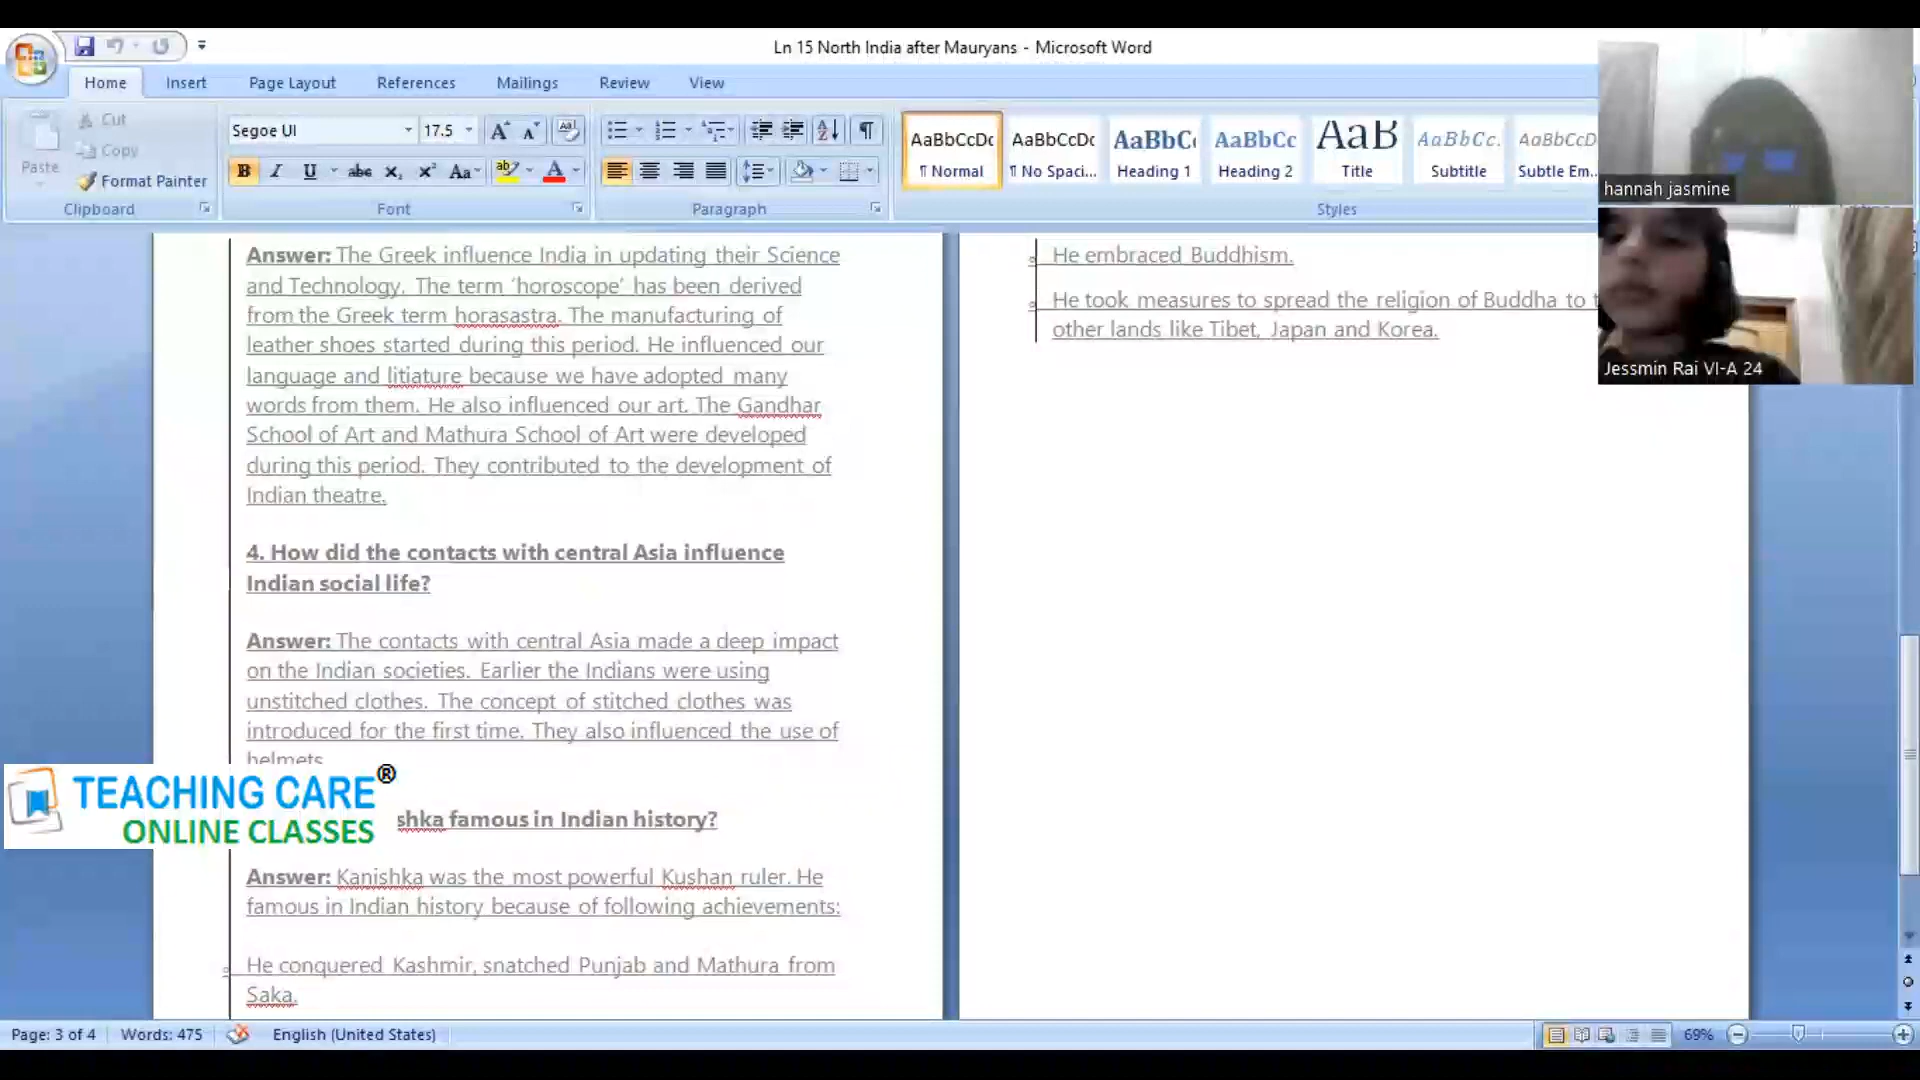 Ln 15 North India after Mauryans - Microsoft Word
Home Insert Page Layout References Mailings Review View
Paste
Cut
Copy
Format Painter
Clipboard
Segoe UI 17.5
Font
Paragraph
AaBbCcDc AaBbCcDc AaBbC AaBbCc AaB AaBbCc. AaBbCcD
¶ Normal ¶ No Spaci... Heading 1 Heading 2 Title Subtitle Subtle Em...
Styles
hannah jasmine
Jessmin Rai VI-A 24
Answer: The Greek influence India in updating their Science
and Technology. The term ‘horoscope’ has been derived
from the Greek term horasastra. The manufacturing of
leather shoes started during this period. He influenced our
language and litiature because we have adopted many
words from them. He also influenced our art. The Gandhar
School of Art and Mathura School of Art were developed
during this period. They contributed to the development of
Indian theatre.
4. How did the contacts with central Asia influence
Indian social life?
Answer: The contacts with central Asia made a deep impact
on the Indian societies. Earlier the Indians were using
unstitched clothes. The concept of stitched clothes was
introduced for the first time. They also influenced the use of
helmets.
shka famous in Indian history?
Answer: Kanishka was the most powerful Kushan ruler. He
famous in Indian history because of following achievements:
He conquered Kashmir, snatched Punjab and Mathura from
Saka.
He embraced Buddhism.
He took measures to spread the religion of Buddha to
other lands like Tibet, Japan and Korea.
TEACHING CARE®
ONLINE CLASSES
Page: 3 of 4 Words: 475 English (United States) 69%